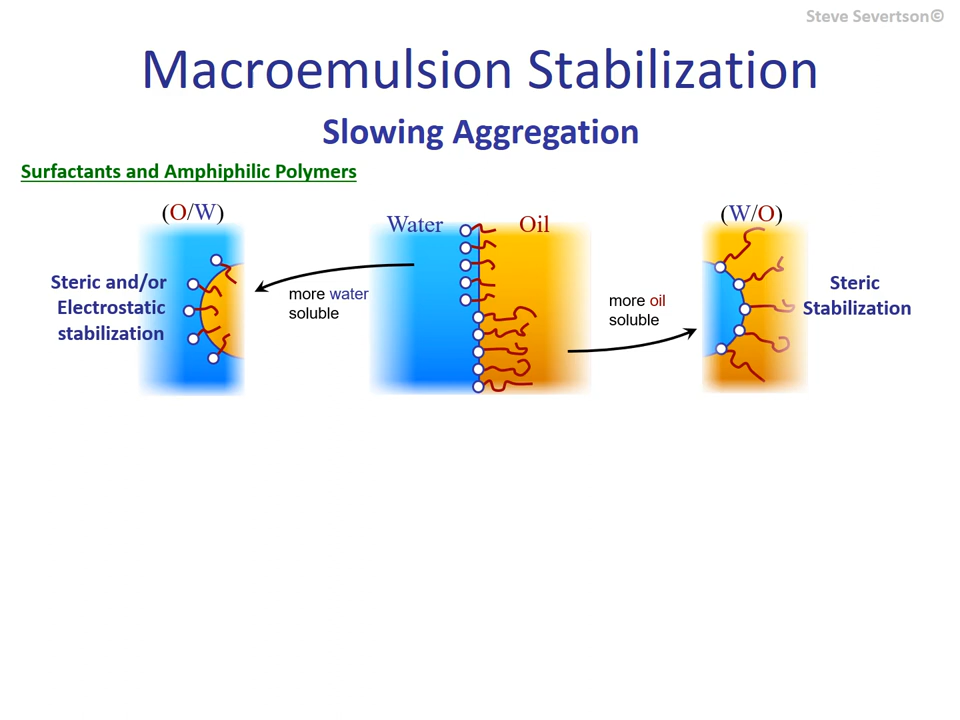 Steve Severtson©
Macroemulsion Stabilization
Slowing Aggregation
Surfactants and Amphiphilic Polymers
(O/W)
Steric and/or
Electrostatic
stabilization
more water
soluble
Water
Oil
more oil
soluble
(W/O)
Steric
Stabilization